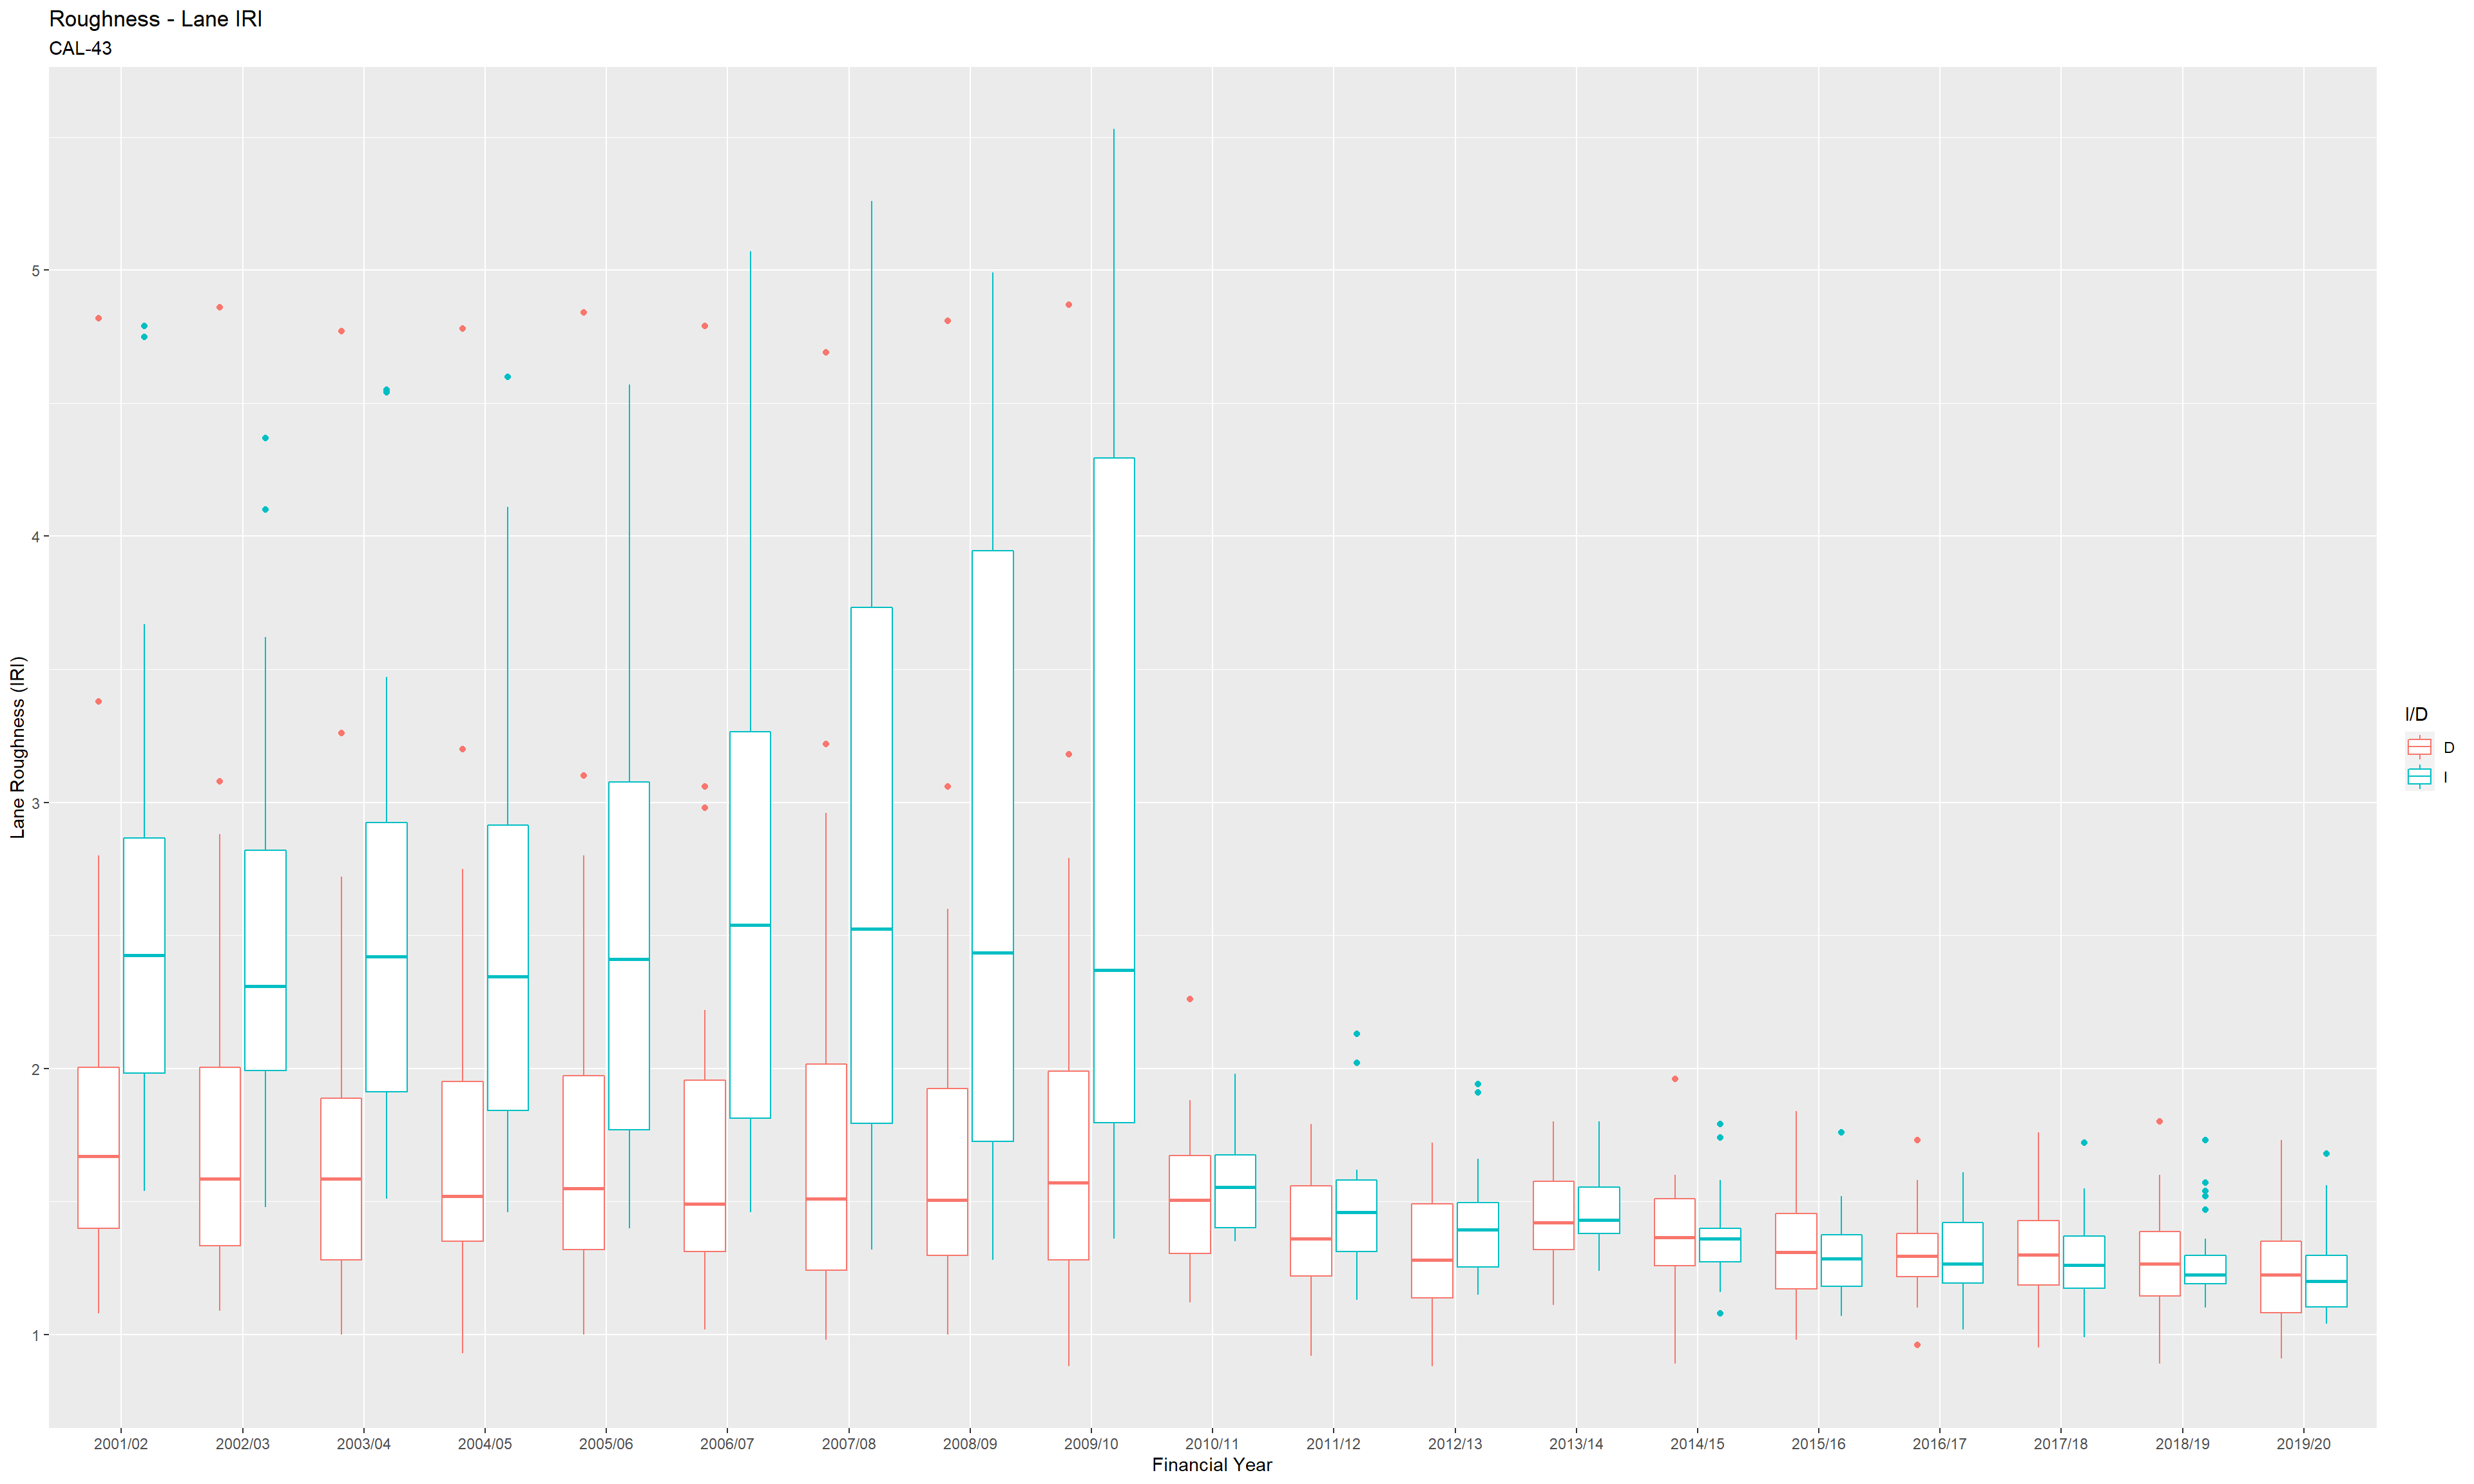 Roughness - Lane IRI
CAL-43
Lane Roughness (IRI)
5
4
3
2
1
2001/02 2002/03 2003/04 2004/05 2005/06 2006/07 2007/08 2008/09 2009/10 2010/11 2011/12 2012/13 2013/14 2014/15 2015/16 2016/17 2017/18 2018/19 2019/20
Financial Year
I/D
D
I